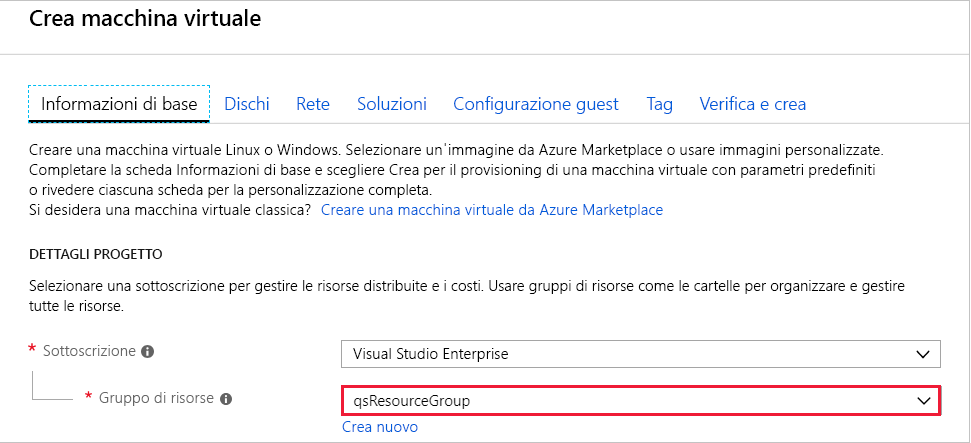 Crea macchina virtuale
Informazioni di base Dischi Rete Soluzioni Configurazione guest Tag Verifica e crea
Creare una macchina virtuale Linux o Windows. Selezionare un'immagine da Azure Marketplace o usare immagini personalizzate.
Completare la scheda Informazioni di base e scegliere Crea per il provisioning di una macchina virtuale con parametri predefiniti
o rivedere ciascuna scheda per la personalizzazione completa.
Si desidera una macchina virtuale classica? Creare una macchina virtuale da Azure Marketplace
DETTAGLI PROGETTO
Selezionare una sottoscrizione per gestire le risorse distribuite e i costi. Usare gruppi di risorse come le cartelle per organizzare e gestire
tutte le risorse.
* Sottoscrizione Visual Studio Enterprise
* Gruppo di risorse qsResourceGroup
Crea nuovo